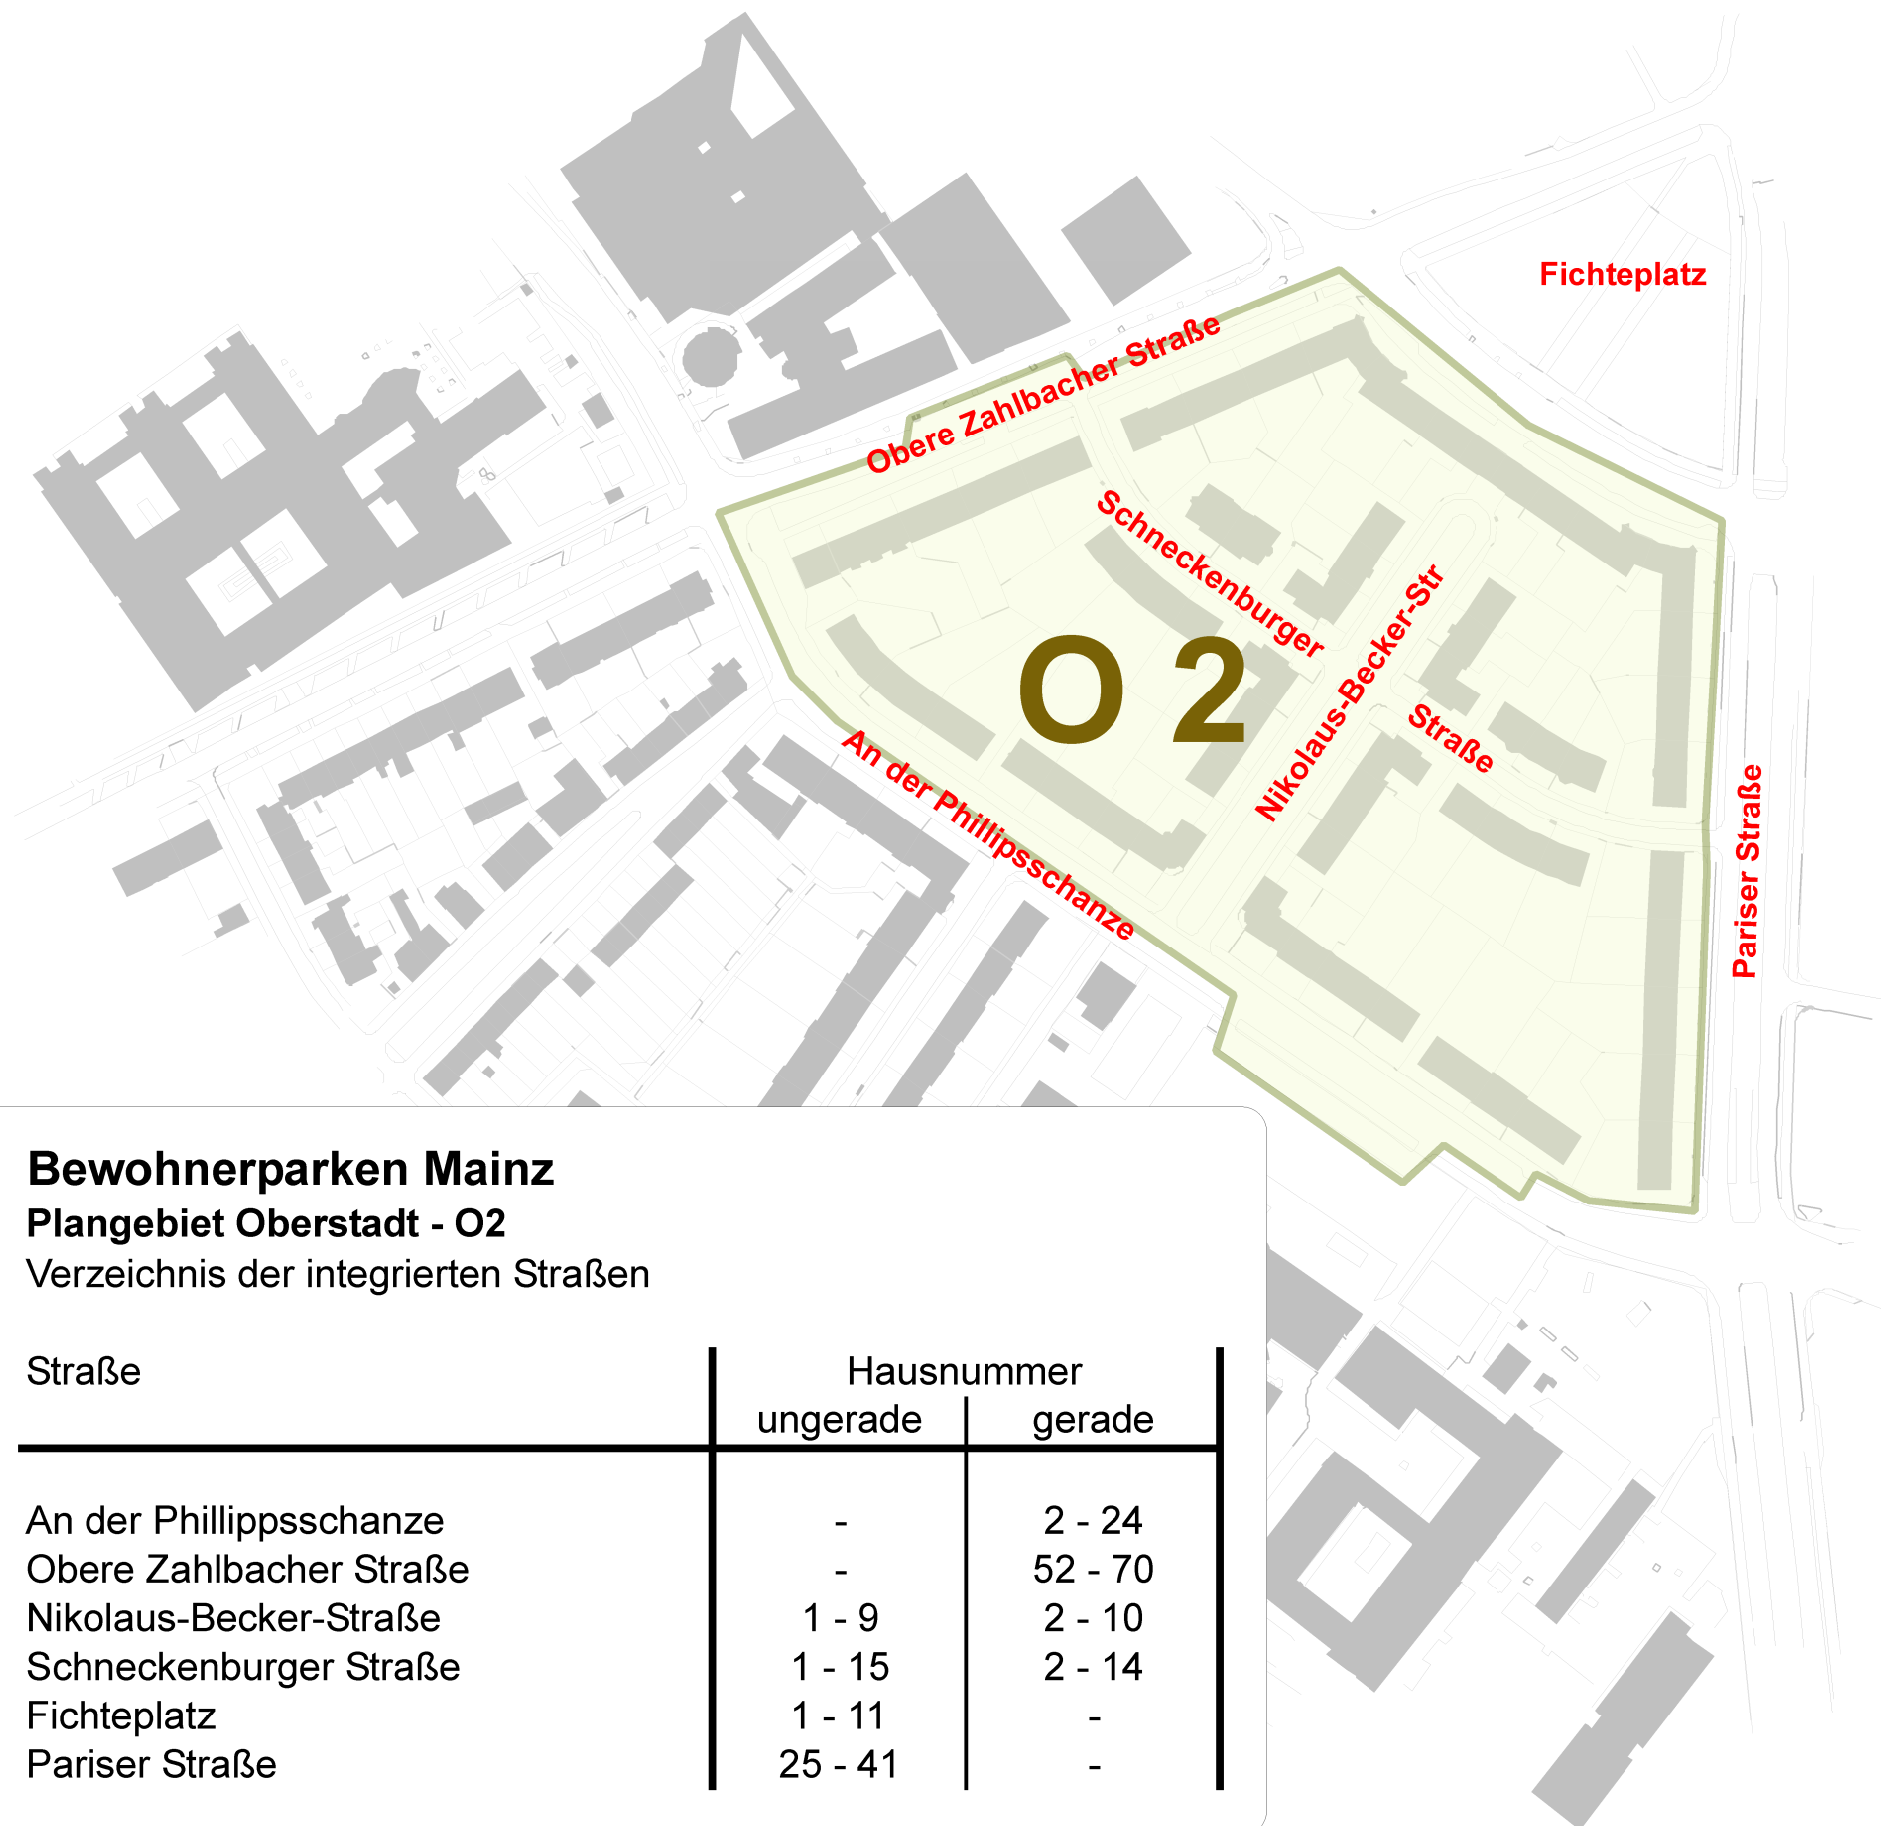 Fichteplatz
Obere Zahlbacher Straße
Schneckenburger
Straße
Nikolaus-Becker-Str
O 2
An der Phillipsschanze
Pariser Straße
Bewohnerparken Mainz
Plangebiet Oberstadt - O2
Verzeichnis der integrierten Straßen
Straße Hausnummer
ungerade gerade
An der Phillippsschanze - 2 - 24
Obere Zahlbacher Straße - 52 - 70
Nikolaus-Becker-Straße 1 - 9 2 - 10
Schneckenburger Straße 1 - 15 2 - 14
Fichteplatz 1 - 11 -
Pariser Straße 25 - 41 -